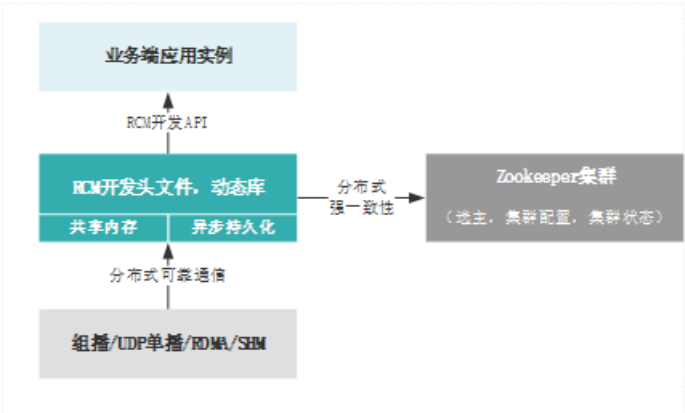 业务端应用实例
RCM开发API
RCM开发头文件，动态库
共享内存
异步持久化
分布式
强一致性
Zookeeper集群
（选主，集群配置，集群状态）
分布式可靠通信
组播/UDP单播/RDMA/SHM